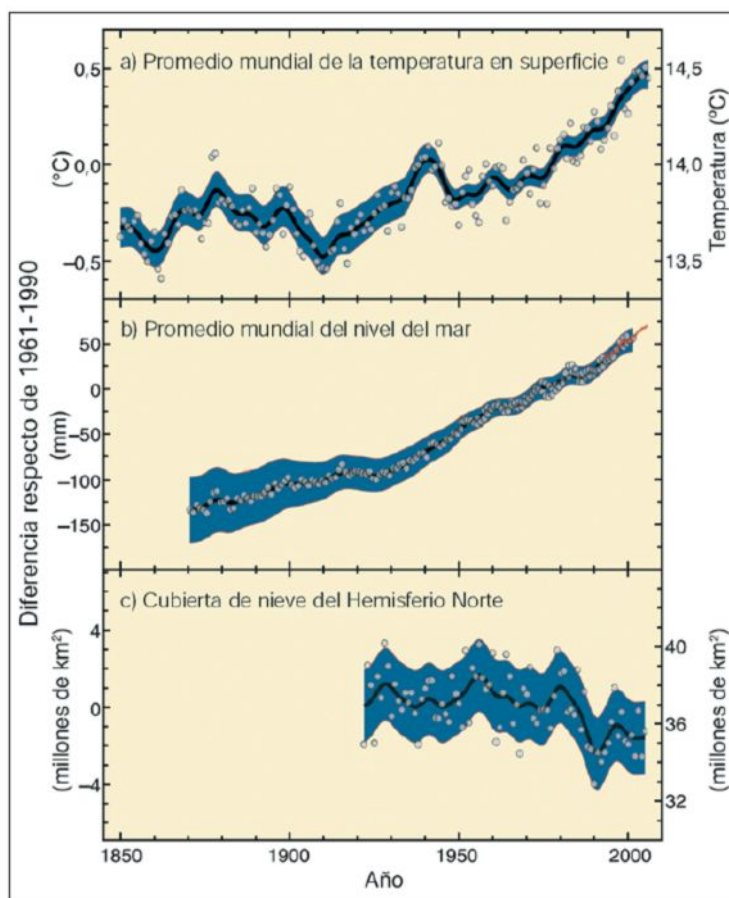 a) Promedio mundial de la temperatura en superficie
0,5
0,0
−0,5
(°C)
14,5
14,0
13,5
Temperatura (°C)
Diferencia respecto de 1961-1990
b) Promedio mundial del nivel del mar
50
0
−50
−100
−150
(mm)
c) Cubierta de nieve del Hemisferio Norte
4
0
−4
(millones de km²)
40
36
32
(millones de km²)
1850
1900
1950
2000
Año